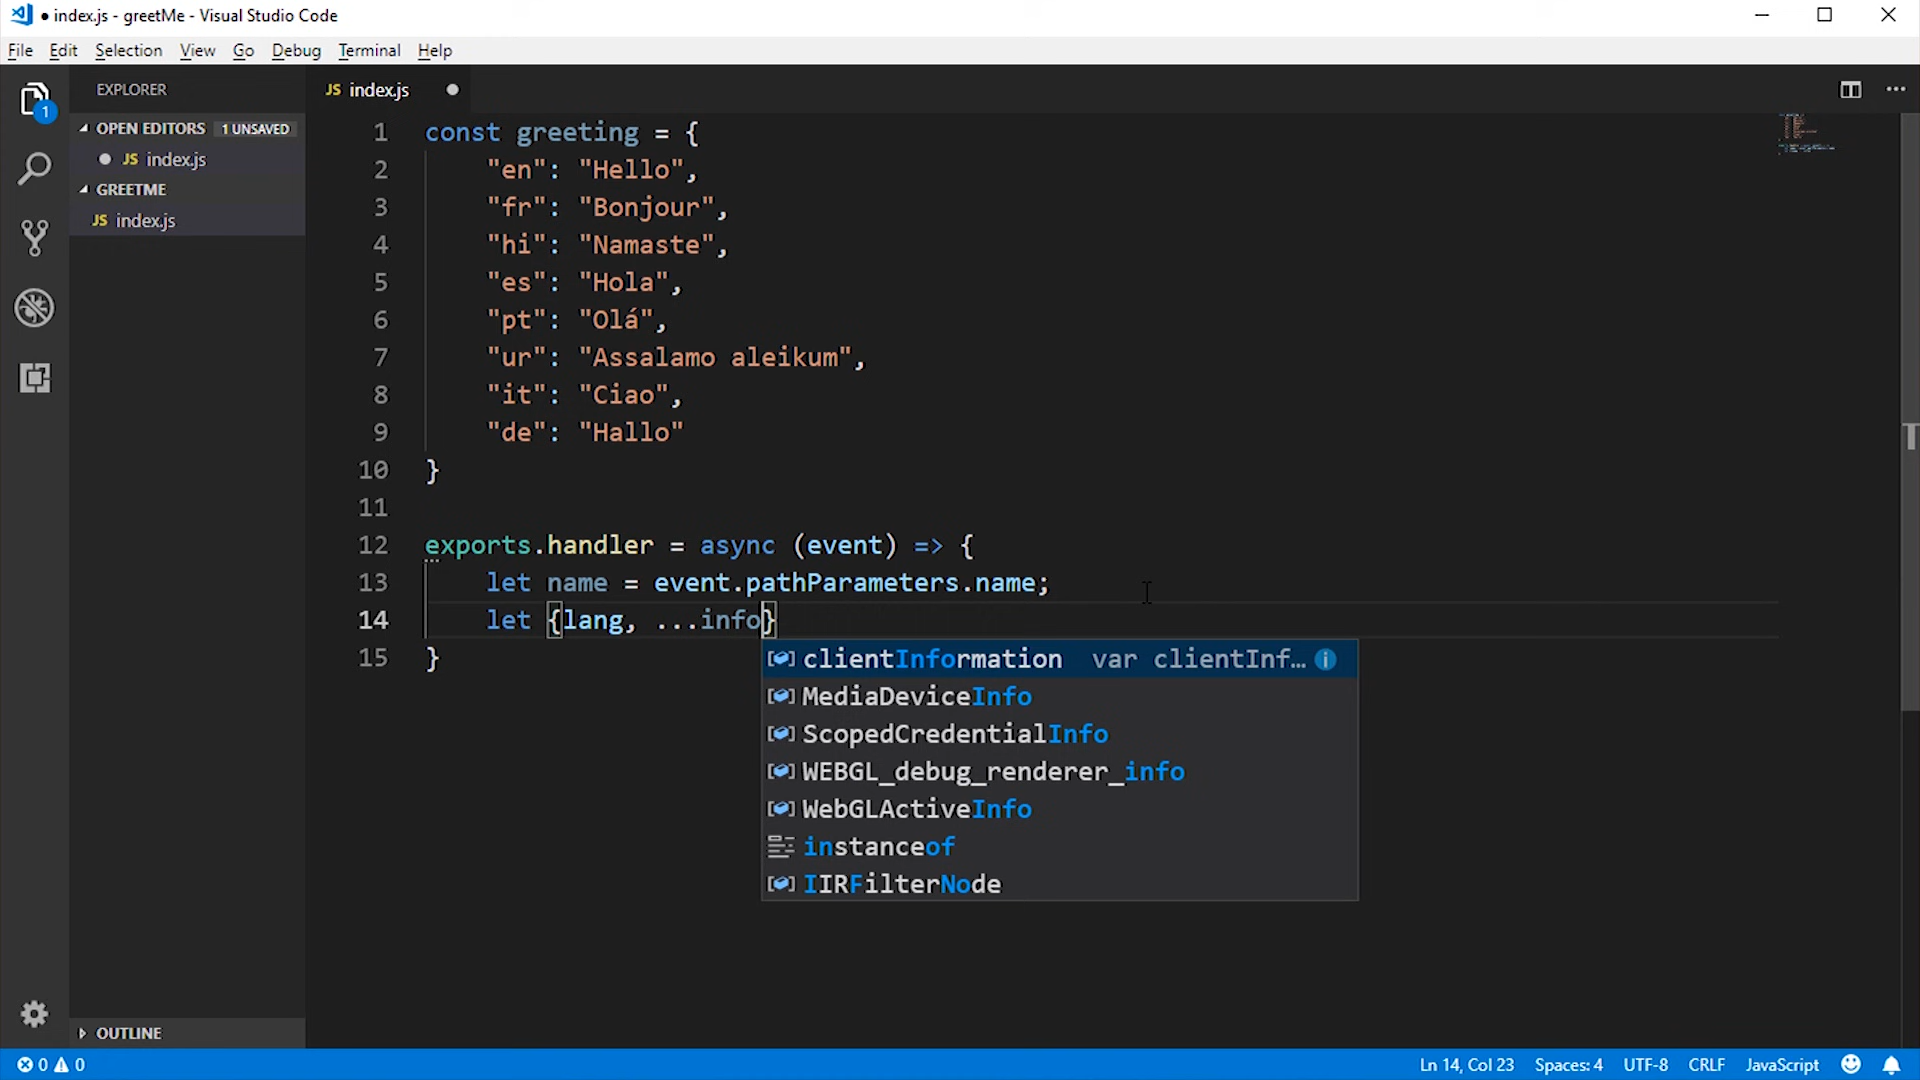 ● index.js - greetMe - Visual Studio Code
File Edit Selection View Go Debug Terminal Help
EXPLORER
OPEN EDITORS 1 UNSAVED
● JS index.js
GREETME
JS index.js
OUTLINE
1
JS index.js ●
1 const greeting = {
2 "en": "Hello",
3 "fr": "Bonjour",
4 "hi": "Namaste",
5 "es": "Hola",
6 "pt": "Olá",
7 "ur": "Assalamo aleikum",
8 "it": "Ciao",
9 "de": "Hallo"
10 }
11
12 exports.handler = async (event) => {
13 let name = event.pathParameters.name;
14 let {lang, ...info}
15 }
clientInformation var clientInf...
MediaDeviceInfo
ScopedCredentialInfo
WEBGL_debug_renderer_info
WebGLActiveInfo
instanceof
IIRFilterNode
0 0 Ln 14, Col 23 Spaces: 4 UTF-8 CRLF JavaScript